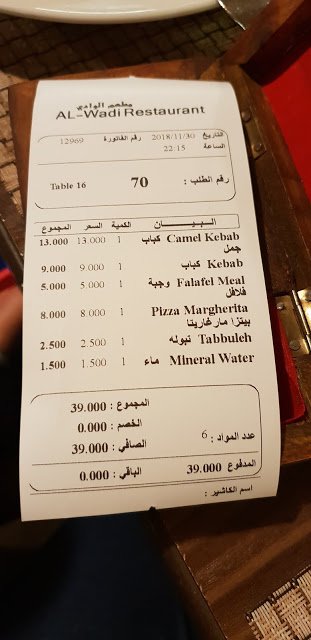 مطعم الوادي
AL-Wadi Restaurant
التاريخ 2018/11/30 رقم الفاتورة 12969
الساعة 22:15
رقم الطلب : 70 Table 16
البـيـــــان الكمية السعر المجموع
Camel Kebab كباب جمل 1 13.000 13.000
Kebab كباب 1 9.000 9.000
Falafel Meal وجبة فلافل 1 5.000 5.000
Pizza Margherita بيتزا مارغاريتا 1 8.000 8.000
Tabbuleh تبوله 1 2.500 2.500
Mineral Water ماء 1 1.500 1.500
المجموع : 39.000
الخصم : 0.000
عدد المواد : 6 الصافي : 39.000
المدفوع 39.000 الباقي : 0.000
اسم الكاشير :